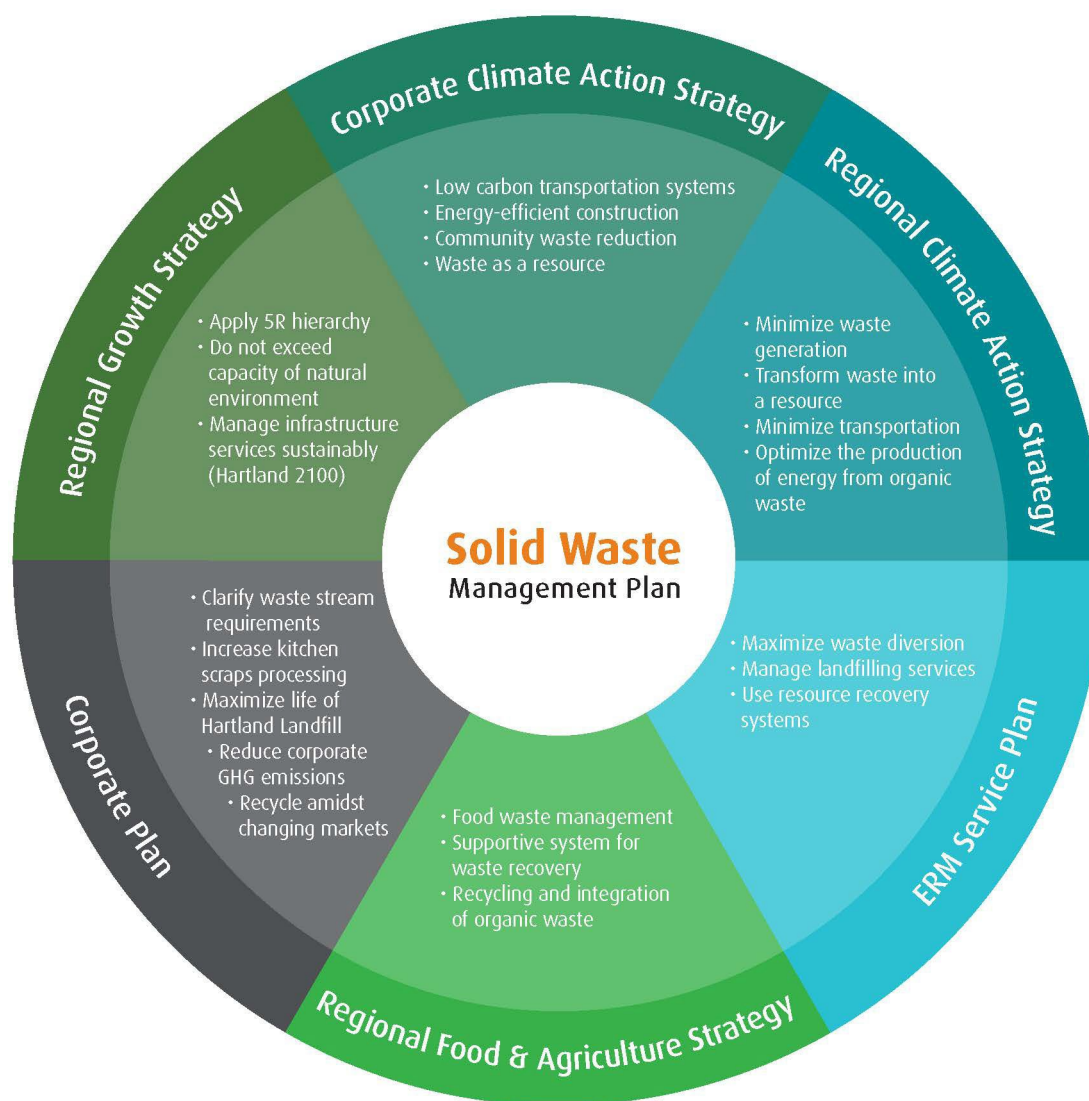 Corporate Climate Action Strategy
• Low carbon transportation systems
• Energy-efficient construction
• Community waste reduction
• Waste as a resource
Regional Climate Action Strategy
• Minimize waste
generation
• Transform waste into
a resource
• Minimize transportation
• Optimize the production
of energy from organic
waste
ERM Service Plan
• Maximize waste diversion
• Manage landfilling services
• Use resource recovery
systems
Regional Food & Agriculture Strategy
• Food waste management
• Supportive system for
waste recovery
• Recycling and integration
of organic waste
Corporate Plan
• Clarify waste stream
requirements
• Increase kitchen
scraps processing
• Maximize life of
Hartland Landfill
• Reduce corporate
GHG emissions
• Recycle amidst
changing markets
Regional Growth Strategy
• Apply 5R hierarchy
• Do not exceed
capacity of natural
environment
• Manage infrastructure
services sustainably
(Hartland 2100)
Solid Waste
Management Plan